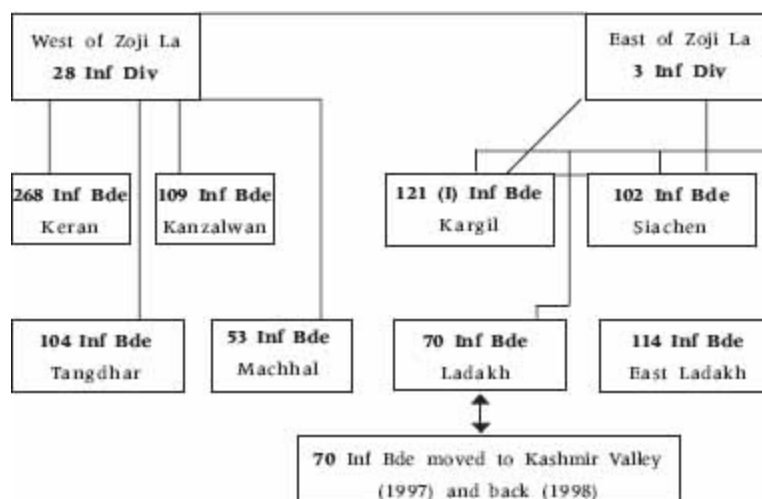 West of Zoji La
28 Inf Div
East of Zoji La
3 Inf Div
268 Inf Bde
Keran
109 Inf Bde
Kanzalwan
121 (I) Inf Bde
Kargil
102 Inf Bde
Siachen
104 Inf Bde
Tangdhar
53 Inf Bde
Machhal
70 Inf Bde
Ladakh
114 Inf Bde
East Ladakh
70 Inf Bde moved to Kashmir Valley
(1997) and back (1998)